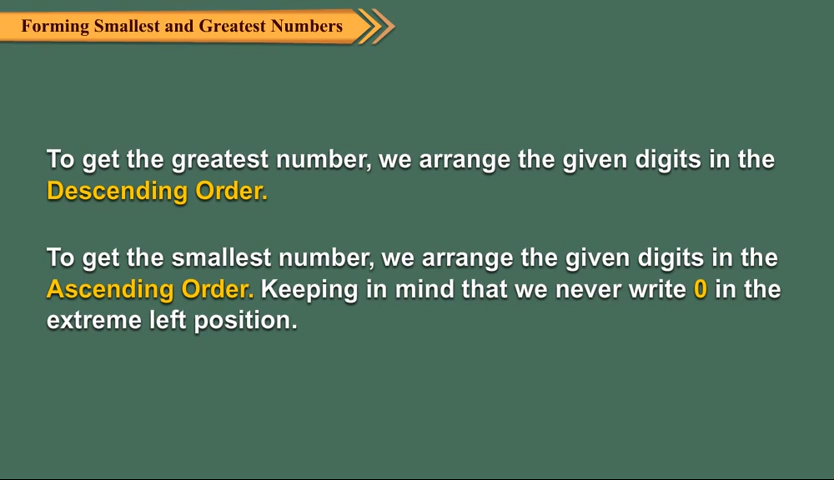 Forming Smallest and Greatest Numbers
To get the greatest number, we arrange the given digits in the
Descending Order.
To get the smallest number, we arrange the given digits in the
Ascending Order. Keeping in mind that we never write 0 in the
extreme left position.